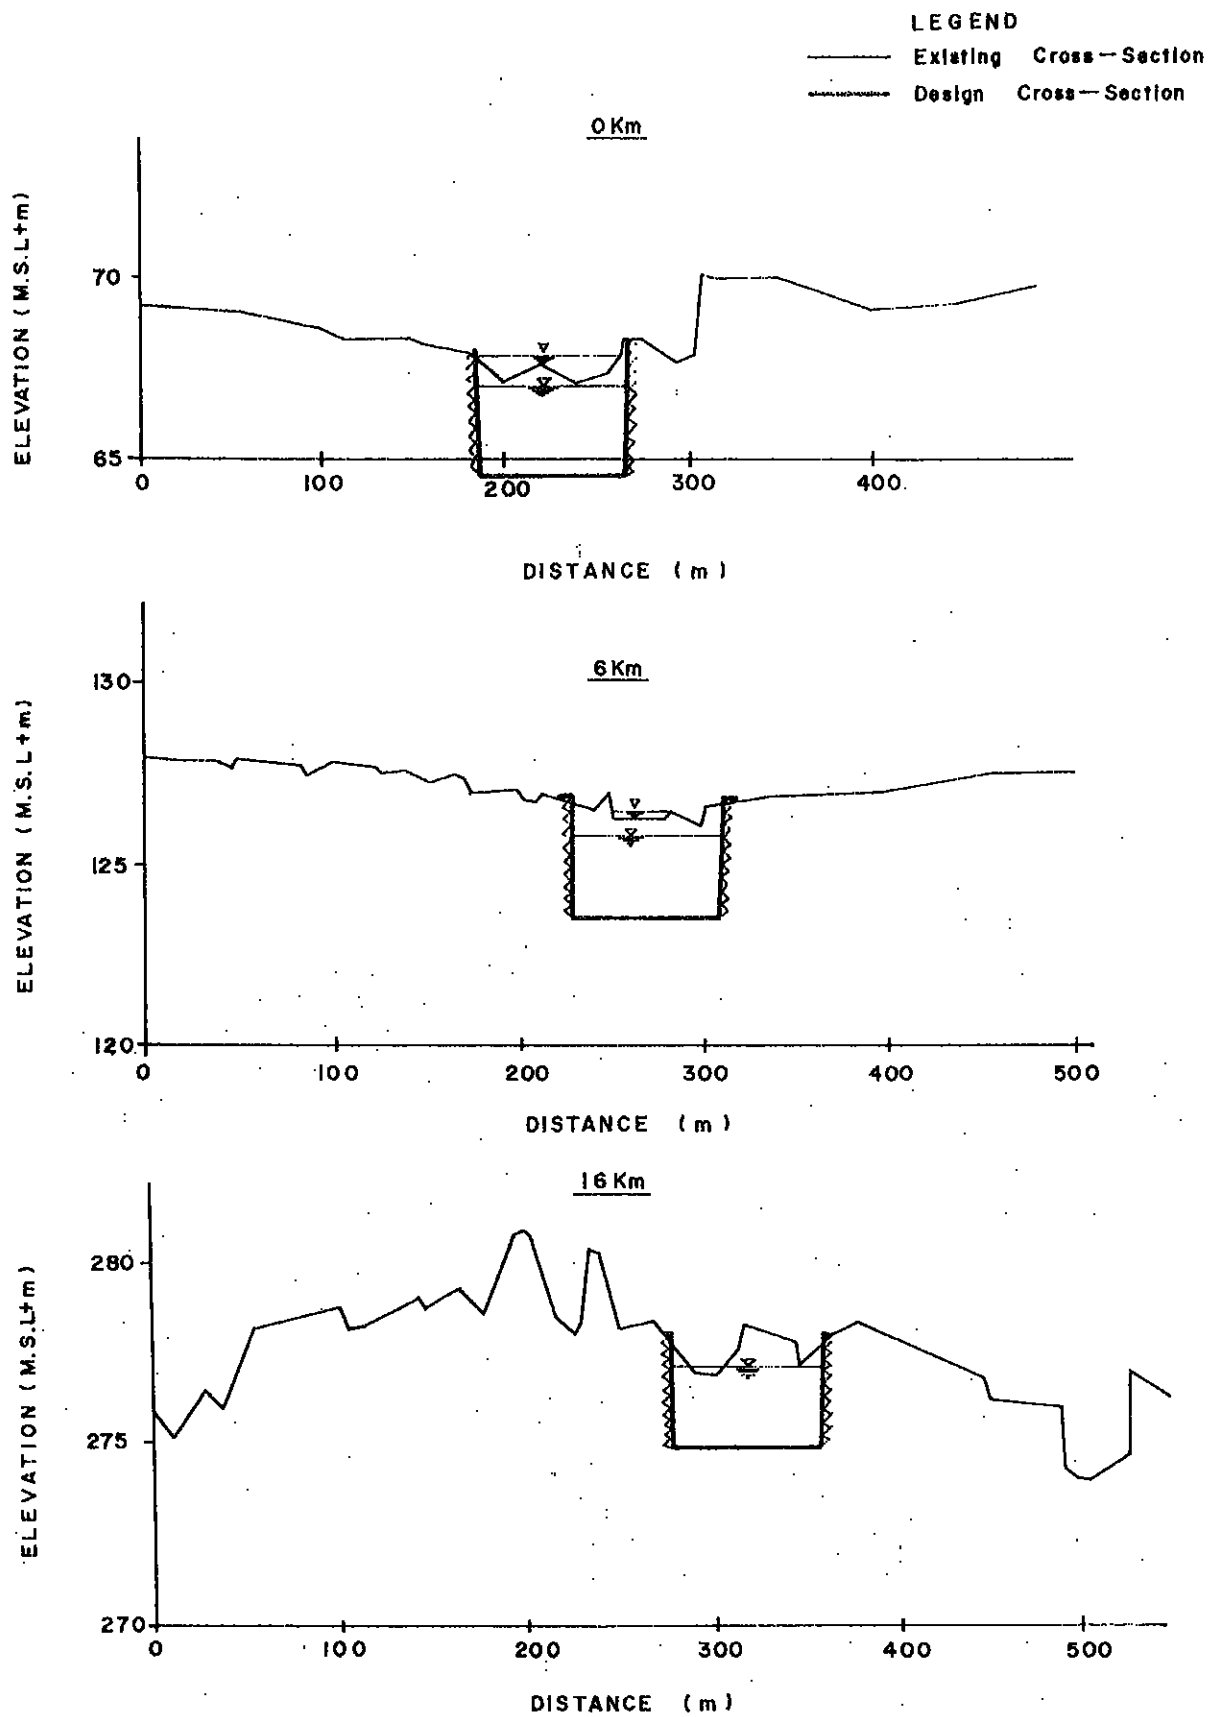 LEGEND
Existing Cross-Section
Design Cross-Section
0 Km
ELEVATION (M.S.L+m)
70
65
0 100 200 300 400
DISTANCE (m)
6 Km
ELEVATION (M.S.L+m)
130
125
120
0 100 200 300 400 500
DISTANCE (m)
16 Km
ELEVATION (M.S.L+m)
280
275
270
0 100 200 300 400 500
DISTANCE (m)